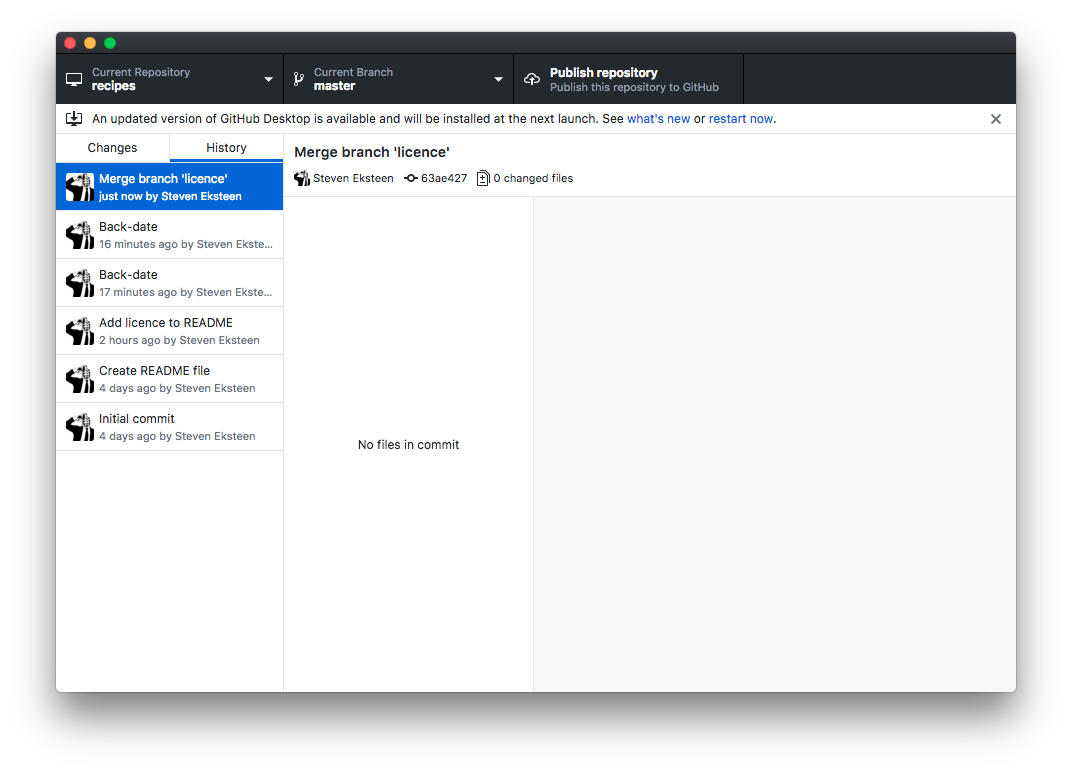 Current Repository
recipes
Current Branch
master
Publish repository
Publish this repository to GitHub
An updated version of GitHub Desktop is available and will be installed at the next launch. See what's new or restart now.
Changes
History
Merge branch 'licence'
just now by Steven Eksteen
Back-date
16 minutes ago by Steven Ekste...
Back-date
17 minutes ago by Steven Ekste...
Add licence to README
2 hours ago by Steven Eksteen
Create README file
4 days ago by Steven Eksteen
Initial commit
4 days ago by Steven Eksteen
Merge branch 'licence'
Steven Eksteen 63ae427 0 changed files
No files in commit